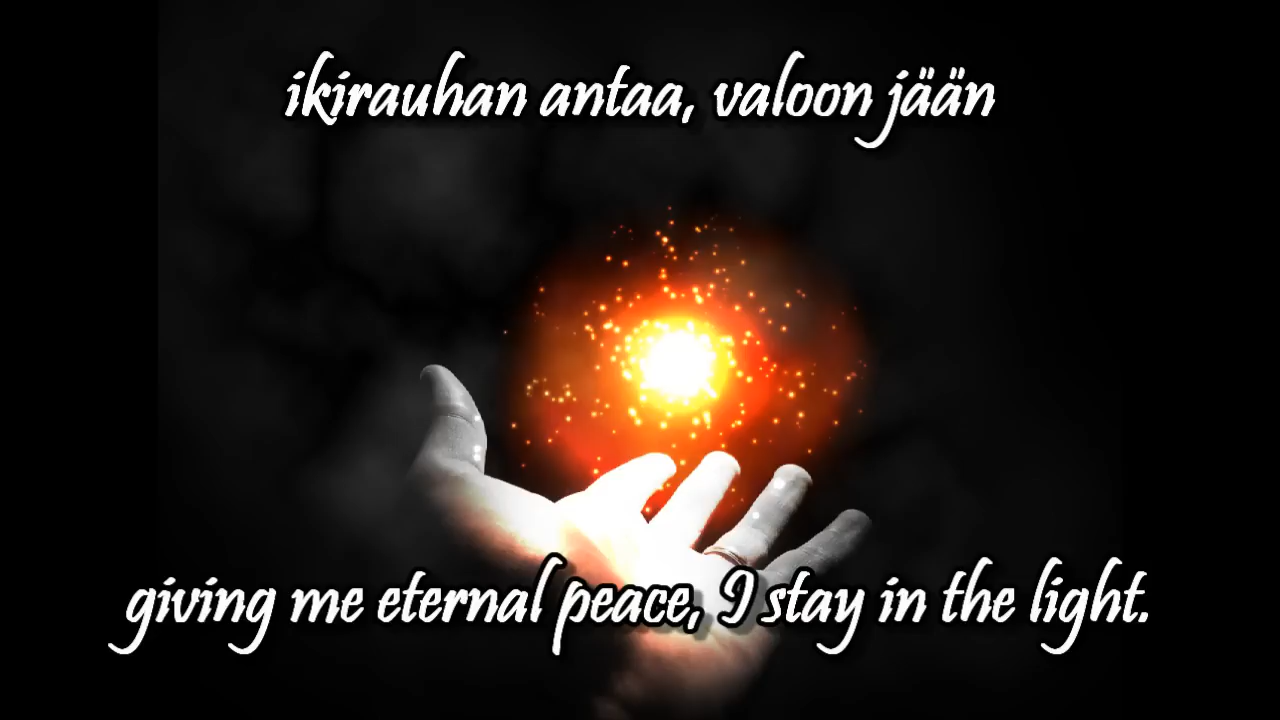 ikirauhan antaa, valoon jään
giving me eternal peace, I stay in the light.